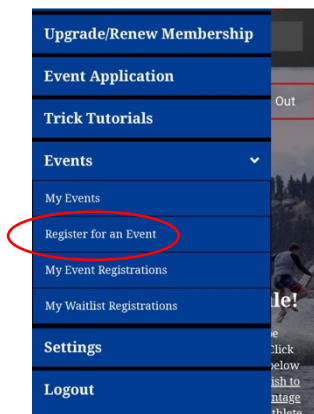 Upgrade/Renew Membership
Event Application
Out
Trick Tutorials
Events
My Events
Register for an Event
My Event Registrations
My Waitlist Registrations
le!
Settings
Click
elow
ish to
Logout
ntage
thlete